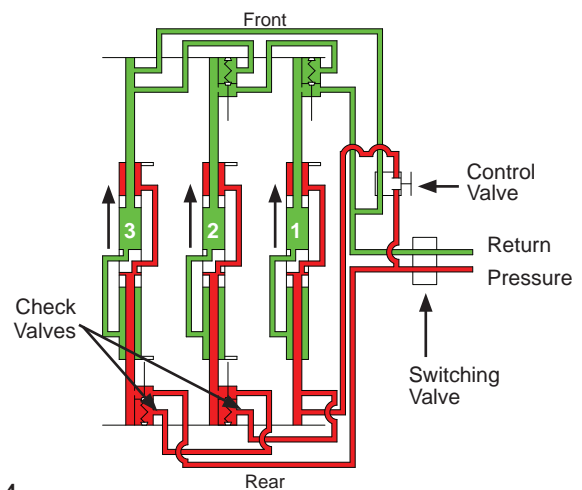 Front
Control
Valve
3
2
1
Return
Pressure
Check
Valves
Switching
Valve
Rear